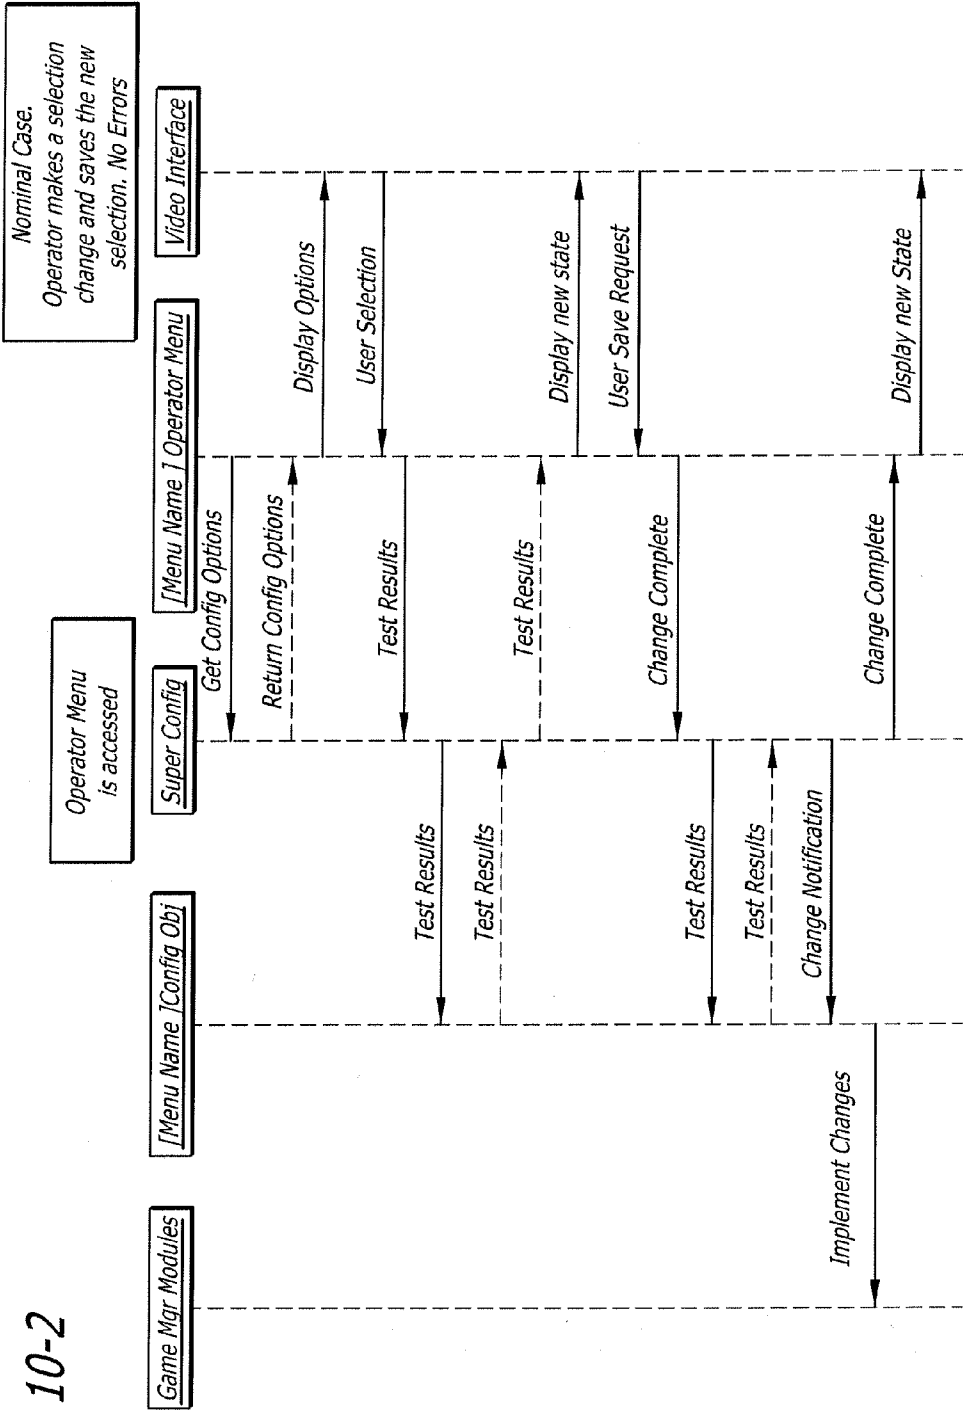 10-2
Operator Menu
is accessed
Nominal Case.
Operator makes a selection
change and saves the new
selection. No Errors
Game Mgr Modules
[Menu Name ]Config Obj
Super Config
[Menu Name ] Operator Menu
Video Interface
Get Config Options
Return Config Options
Display Options
User Selection
Test Results
Test Results
Test Results
Test Results
Display new state
User Save Request
Change Complete
Test Results
Test Results
Change Notification
Implement Changes
Change Complete
Display new State